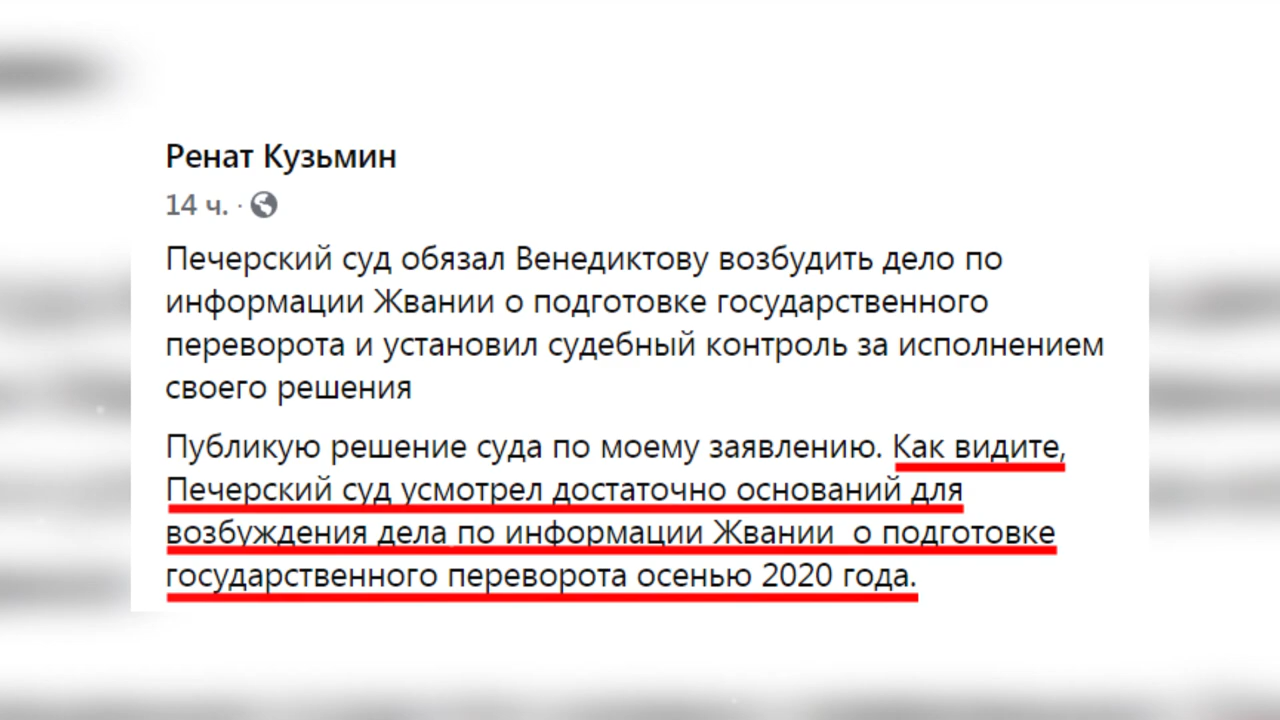 Ренат Кузьмин
14 ч. ·
Печерский суд обязал Венедиктову возбудить дело по
информации Жвании о подготовке государственного
переворота и установил судебный контроль за исполнением
своего решения
Публикую решение суда по моему заявлению. Как видите,
Печерский суд усмотрел достаточно оснований для
возбуждения дела по информации Жвании о подготовке
государственного переворота осенью 2020 года.